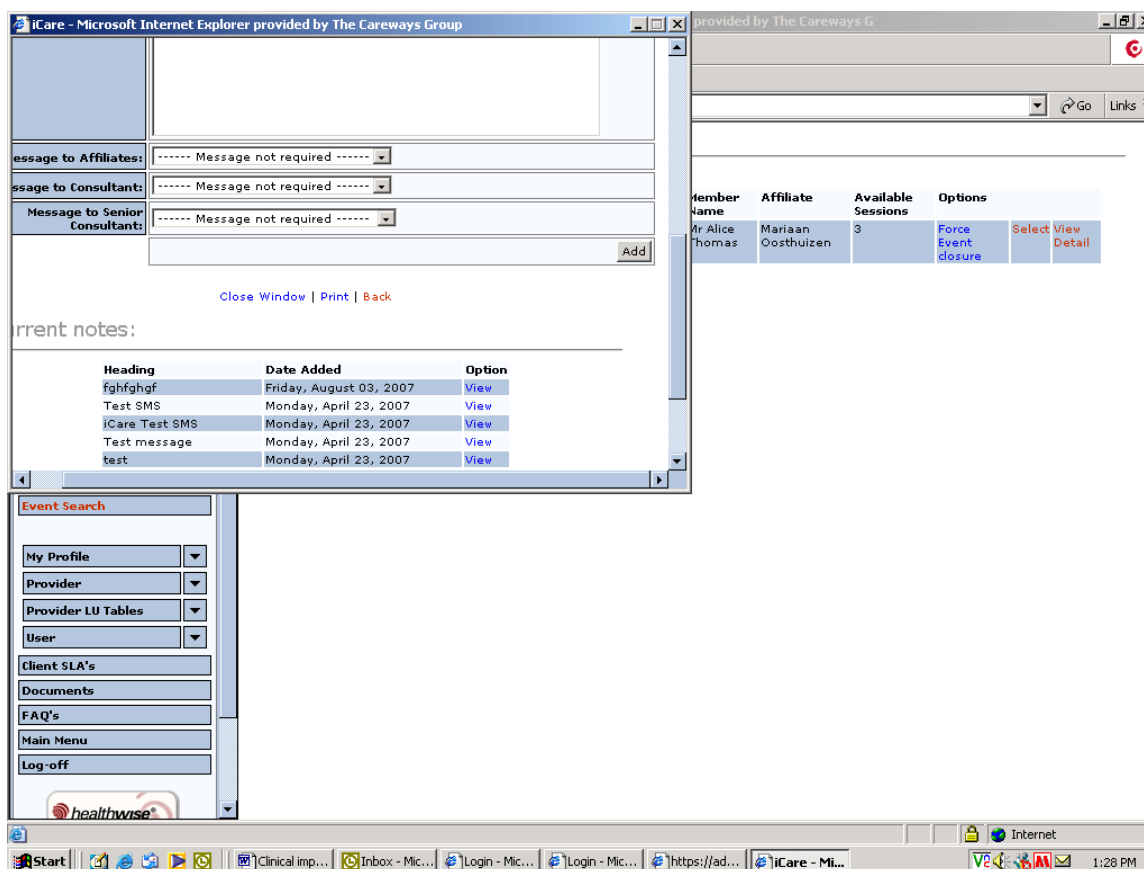 iCare - Microsoft Internet Explorer provided by The Careways Group
provided by The Careways G
Go Links
essage to Affiliates: ------ Message not required ------
ssage to Consultant: ------ Message not required ------
Message to Senior Consultant: ------ Message not required ------
Add
Close Window | Print | Back
rrent notes:
Heading Date Added Option
fghfghgf Friday, August 03, 2007 View
Test SMS Monday, April 23, 2007 View
iCare Test SMS Monday, April 23, 2007 View
Test message Monday, April 23, 2007 View
test Monday, April 23, 2007 View
Member Name Affiliate Available Sessions Options
Mr Alice Thomas Mariaan Oosthuizen 3 Force Event closure Select View Detail
Event Search
My Profile
Provider
Provider LU Tables
User
Client SLA's
Documents
FAQ's
Main Menu
Log-off
healthwise
Internet
Start Clinical imp... Inbox - Mic... Login - Mic... Login - Mic... https://ad... iCare - Mi... 1:28 PM